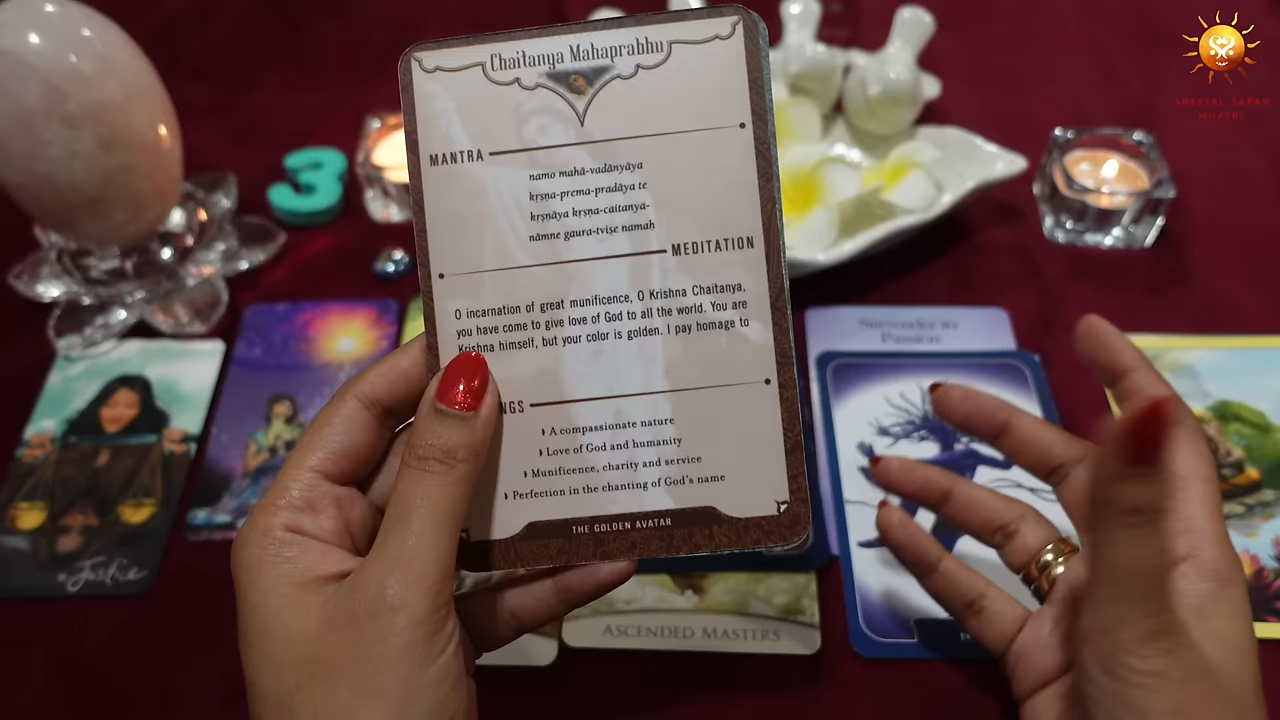 Chaitanya Mahaprabhu
MANTRA
namo mahā-vadānyāya
kṛṣṇa-prema-pradāya te
kṛṣṇāya kṛṣṇa-caitanya-
nāmne gaura-tviṣe namaḥ
MEDITATION
O incarnation of great munificence, O Krishna Chaitanya,
you have come to give love of God to all the world. You are
Krishna himself, but your color is golden. I pay homage to
NGS
A compassionate nature
Love of God and humanity
Munificence, charity and service
Perfection in the chanting of God's name
THE GOLDEN AVATAR
3
SHEETAL SAPAN
MHATRE
Surrender to
Passion
Justice
ASCENDED MASTERS